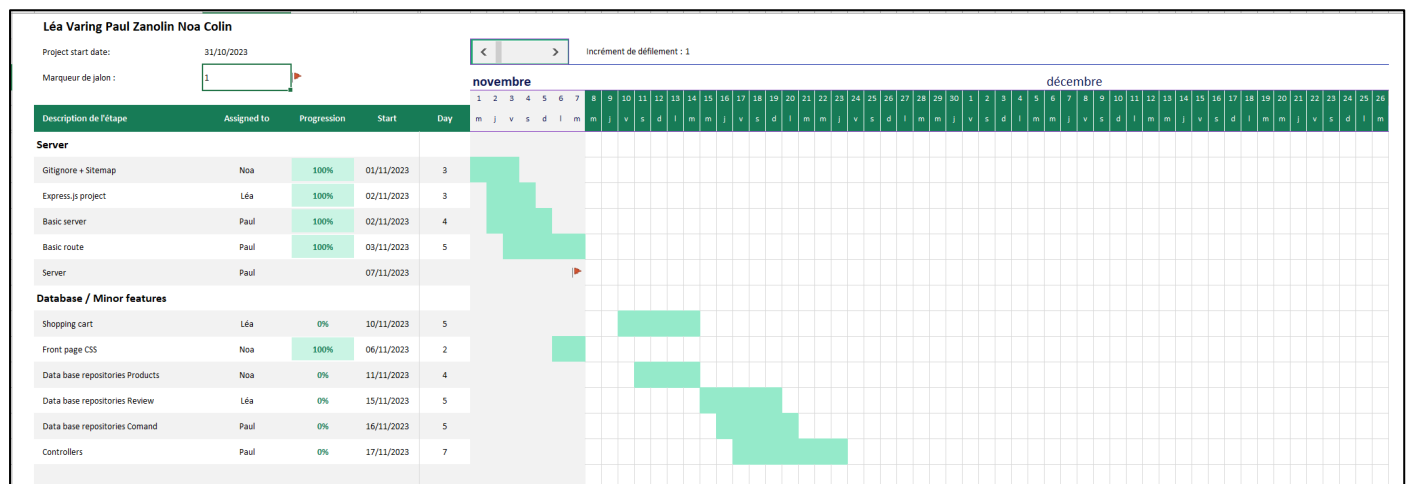 Léa Varing Paul Zanolin Noa Colin
Project start date: 31/10/2023 Incrément de défilement : 1
Marqueur de jalon : 1
novembre décembre
1 2 3 4 5 6 7 8 9 10 11 12 13 14 15 16 17 18 19 20 21 22 23 24 25 26 27 28 29 30 1 2 3 4 5 6 7 8 9 10 11 12 13 14 15 16 17 18 19 20 21 22 23 24 25 26
Description de l'étape Assigned to Progression Start Day m j v s d l m m j v s d l m m j v s d l m m j v s d l m m j v s d l m m j v s d l m m j v s d l m m j v s d l m
Server
Gitignore + Sitemap Noa 100% 01/11/2023 3
Express.js project Léa 100% 02/11/2023 3
Basic server Paul 100% 02/11/2023 4
Basic route Paul 100% 03/11/2023 5
Server Paul 07/11/2023
Database / Minor features
Shopping cart Léa 0% 10/11/2023 5
Front page CSS Noa 100% 06/11/2023 2
Data base repositories Products Noa 0% 11/11/2023 4
Data base repositories Review Léa 0% 15/11/2023 5
Data base repositories Comand Paul 0% 16/11/2023 5
Controllers Paul 0% 17/11/2023 7